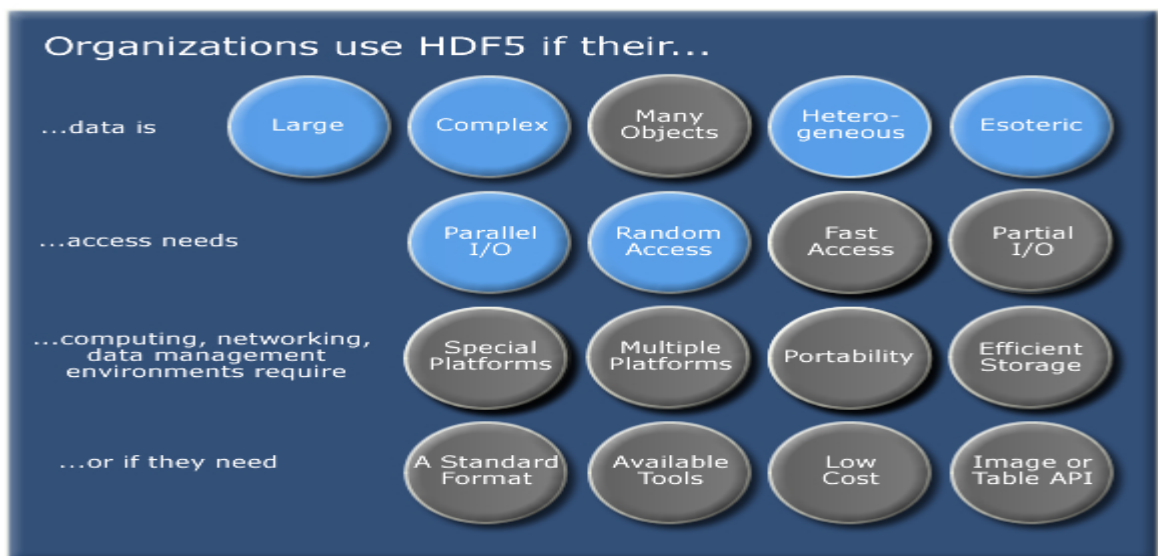 Organizations use HDF5 if their...
...data is
Large
Complex
Many
Objects
Hetero-
geneous
Esoteric
...access needs
Parallel
I/O
Random
Access
Fast
Access
Partial
I/O
...computing, networking,
data management
environments require
Special
Platforms
Multiple
Platforms
Portability
Efficient
Storage
...or if they need
A Standard
Format
Available
Tools
Low
Cost
Image or
Table API